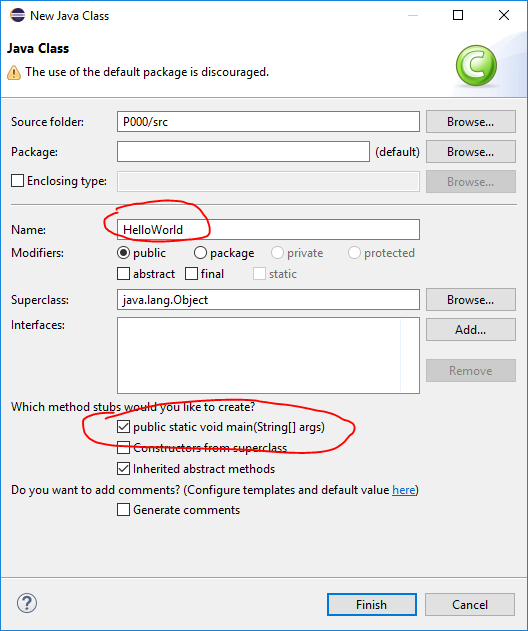 New Java Class
Java Class
The use of the default package is discouraged.
Source folder: P000/src Browse...
Package: (default) Browse...
Enclosing type: Browse...
Name: HelloWorld
Modifiers: public package private protected
abstract final static
Superclass: java.lang.Object Browse...
Interfaces: Add...
Remove
Which method stubs would you like to create?
public static void main(String[] args)
Constructors from superclass
Inherited abstract methods
Do you want to add comments? (Configure templates and default value here)
Generate comments
? Finish Cancel